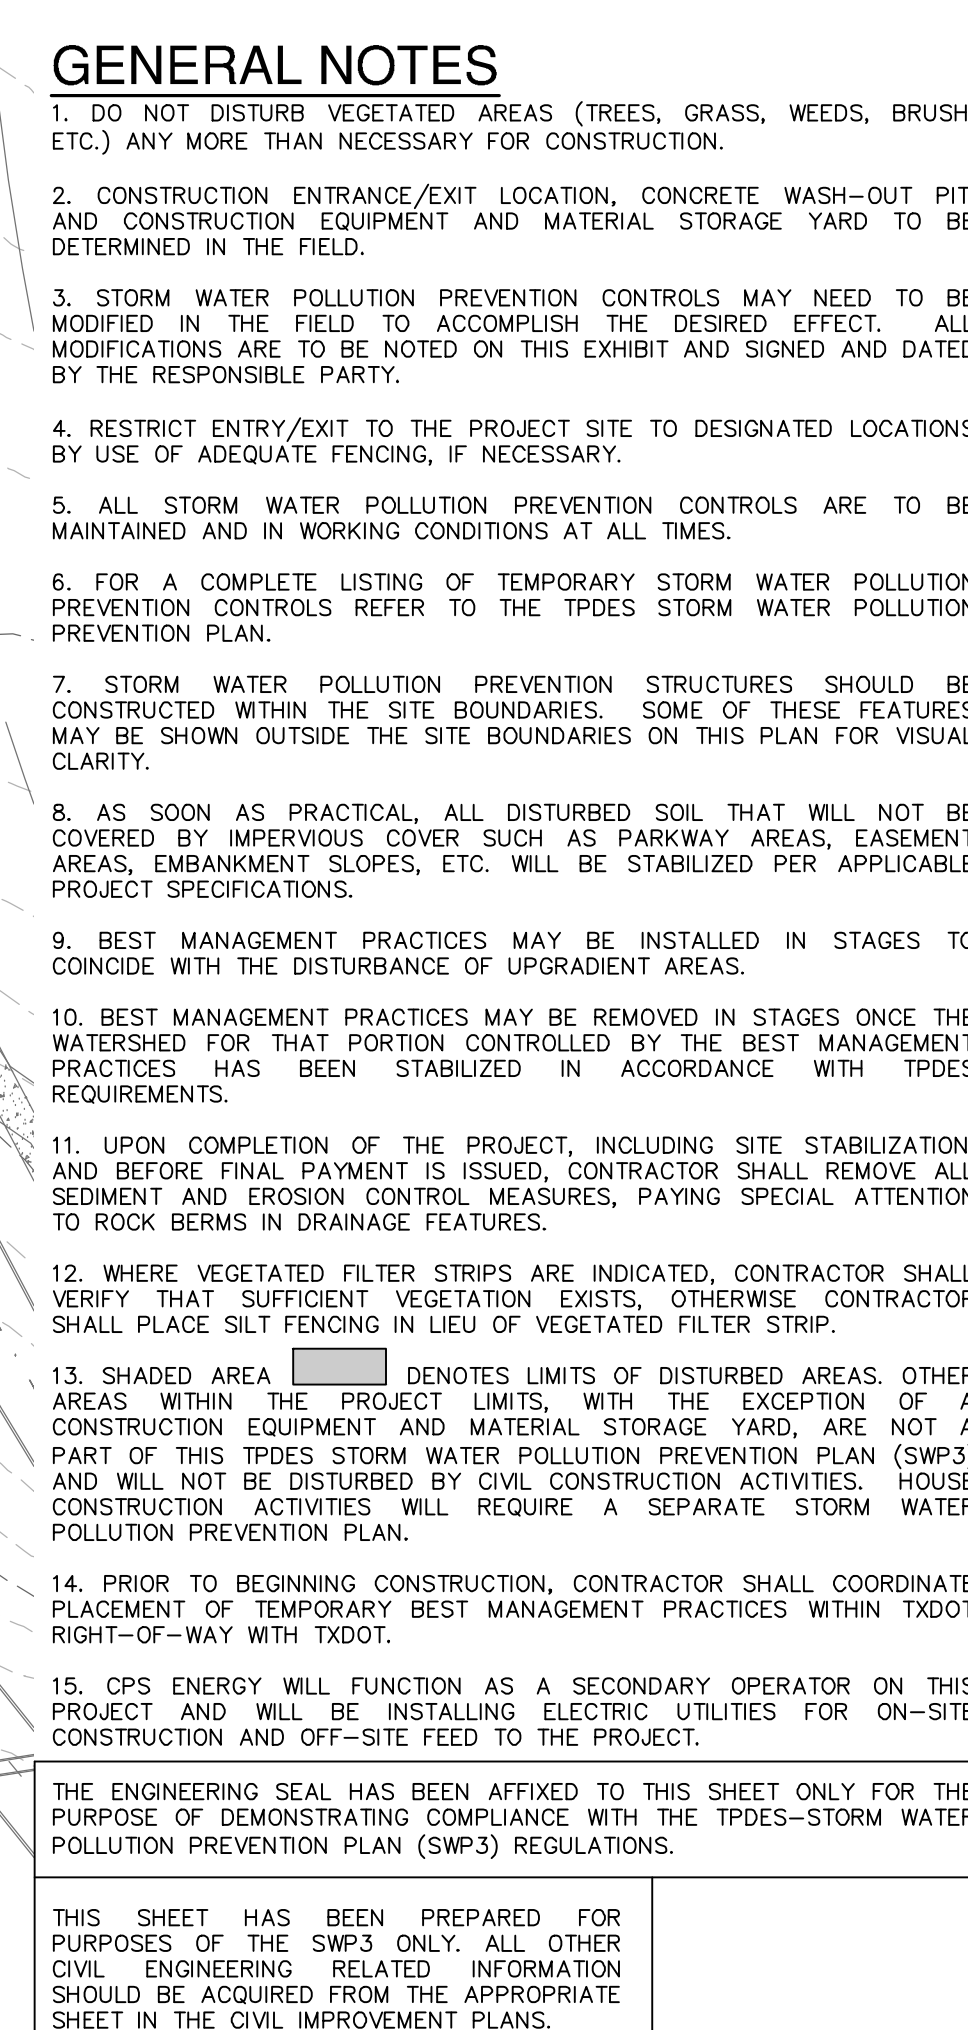 GENERAL NOTES
1. DO NOT DISTURB VEGETATED AREAS (TREES, GRASS, WEEDS, BRUSH,
ETC.) ANY MORE THAN NECESSARY FOR CONSTRUCTION.
2. CONSTRUCTION ENTRANCE/EXIT LOCATION, CONCRETE WASH-OUT PIT,
AND CONSTRUCTION EQUIPMENT AND MATERIAL STORAGE YARD TO BE
DETERMINED IN THE FIELD.
3. STORM WATER POLLUTION PREVENTION CONTROLS MAY NEED TO BE
MODIFIED IN THE FIELD TO ACCOMPLISH THE DESIRED EFFECT. ALL
MODIFICATIONS ARE TO BE NOTED ON THIS EXHIBIT AND SIGNED AND DATED
BY THE RESPONSIBLE PARTY.
4. RESTRICT ENTRY/EXIT TO THE PROJECT SITE TO DESIGNATED LOCATIONS
BY USE OF ADEQUATE FENCING, IF NECESSARY.
5. ALL STORM WATER POLLUTION PREVENTION CONTROLS ARE TO BE
MAINTAINED AND IN WORKING CONDITIONS AT ALL TIMES.
6. FOR A COMPLETE LISTING OF TEMPORARY STORM WATER POLLUTION
PREVENTION CONTROLS REFER TO THE TPDES STORM WATER POLLUTION
PREVENTION PLAN.
7. STORM WATER POLLUTION PREVENTION STRUCTURES SHOULD BE
CONSTRUCTED WITHIN THE SITE BOUNDARIES. SOME OF THESE FEATURES
MAY BE SHOWN OUTSIDE THE SITE BOUNDARIES ON THIS PLAN FOR VISUAL
CLARITY.
8. AS SOON AS PRACTICAL, ALL DISTURBED SOIL THAT WILL NOT BE
COVERED BY IMPERVIOUS COVER SUCH AS PARKWAY AREAS, EASEMENT
AREAS, EMBANKMENT SLOPES, ETC. WILL BE STABILIZED PER APPLICABLE
PROJECT SPECIFICATIONS.
9. BEST MANAGEMENT PRACTICES MAY BE INSTALLED IN STAGES TO
COINCIDE WITH THE DISTURBANCE OF UPGRADIENT AREAS.
10. BEST MANAGEMENT PRACTICES MAY BE REMOVED IN STAGES ONCE THE
WATERSHED FOR THAT PORTION CONTROLLED BY THE BEST MANAGEMENT
PRACTICES HAS BEEN STABILIZED IN ACCORDANCE WITH TPDES
REQUIREMENTS.
11. UPON COMPLETION OF THE PROJECT, INCLUDING SITE STABILIZATION,
AND BEFORE FINAL PAYMENT IS ISSUED, CONTRACTOR SHALL REMOVE ALL
SEDIMENT AND EROSION CONTROL MEASURES, PAYING SPECIAL ATTENTION
TO ROCK BERMS IN DRAINAGE FEATURES.
12. WHERE VEGETATED FILTER STRIPS ARE INDICATED, CONTRACTOR SHALL
VERIFY THAT SUFFICIENT VEGETATION EXISTS, OTHERWISE CONTRACTOR
SHALL PLACE SILT FENCING IN LIEU OF VEGETATED FILTER STRIP.
13. SHADED AREA DENOTES LIMITS OF DISTURBED AREAS. OTHER
AREAS WITHIN THE PROJECT LIMITS, WITH THE EXCEPTION OF A
CONSTRUCTION EQUIPMENT AND MATERIAL STORAGE YARD, ARE NOT A
PART OF THIS TPDES STORM WATER POLLUTION PREVENTION PLAN (SWP3)
AND WILL NOT BE DISTURBED BY CIVIL CONSTRUCTION ACTIVITIES. HOUSE
CONSTRUCTION ACTIVITIES WILL REQUIRE A SEPARATE STORM WATER
POLLUTION PREVENTION PLAN.
14. PRIOR TO BEGINNING CONSTRUCTION, CONTRACTOR SHALL COORDINATE
PLACEMENT OF TEMPORARY BEST MANAGEMENT PRACTICES WITHIN TXDOT
RIGHT-OF-WAY WITH TXDOT.
15. CPS ENERGY WILL FUNCTION AS A SECONDARY OPERATOR ON THIS
PROJECT AND WILL BE INSTALLING ELECTRIC UTILITIES FOR ON-SITE
CONSTRUCTION AND OFF-SITE FEED TO THE PROJECT.
THE ENGINEERING SEAL HAS BEEN AFFIXED TO THIS SHEET ONLY FOR THE
PURPOSE OF DEMONSTRATING COMPLIANCE WITH THE TPDES-STORM WATER
POLLUTION PREVENTION PLAN (SWP3) REGULATIONS.
THIS SHEET HAS BEEN PREPARED FOR
PURPOSES OF THE SWP3 ONLY. ALL OTHER
CIVIL ENGINEERING RELATED INFORMATION
SHOULD BE ACQUIRED FROM THE APPROPRIATE
SHEET IN THE CIVIL IMPROVEMENT PLANS.